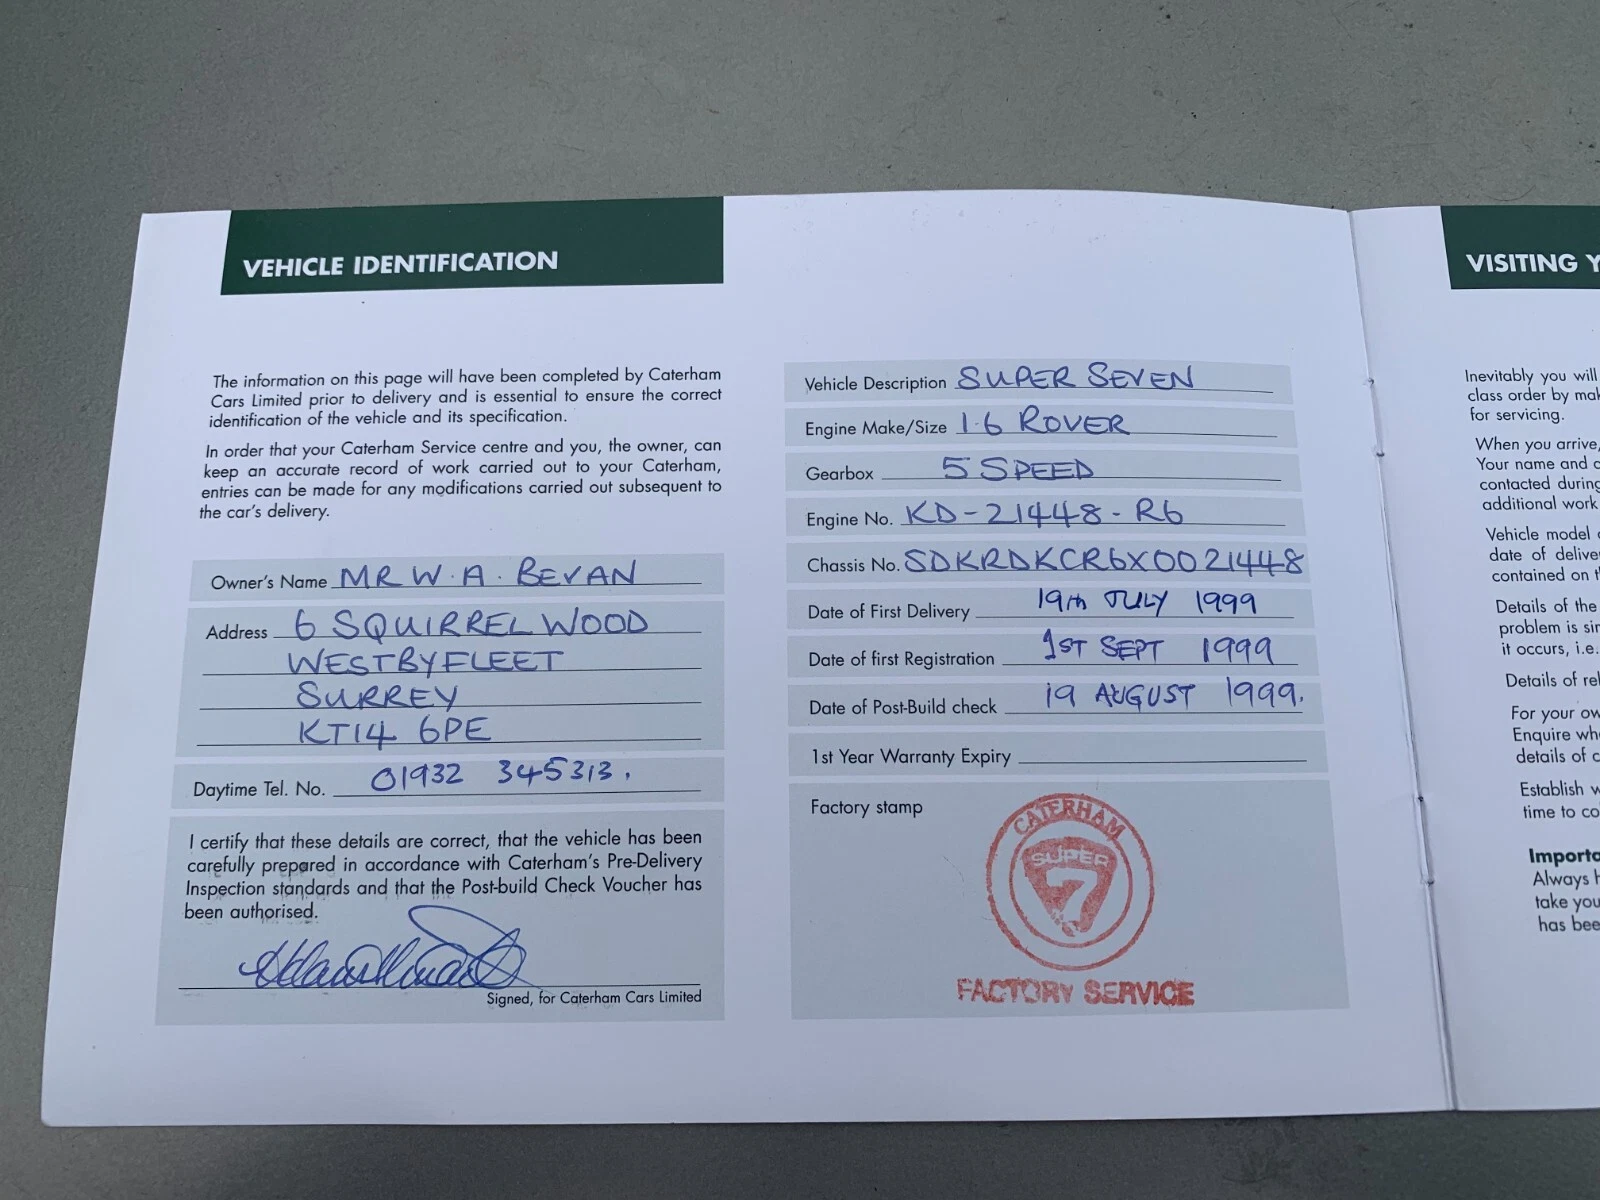 VEHICLE IDENTIFICATION
The information on this page will have been completed by Caterham
Cars Limited prior to delivery and is essential to ensure the correct
identification of the vehicle and its specification.
In order that your Caterham Service centre and you, the owner, can
keep an accurate record of work carried out to your Caterham,
entries can be made for any modifications carried out subsequent to
the car's delivery.
Owner's Name MR W.A. BEVAN
Address 6 SQUIRREL WOOD
WESTBYFLEET
SURREY
KT14 6PE
Daytime Tel. No. 01932 345313.
I certify that these details are correct, that the vehicle has been
carefully prepared in accordance with Caterham's Pre-Delivery
Inspection standards and that the Post-build Check Voucher has
been authorised.
Signed, for Caterham Cars Limited
Vehicle Description SUPER SEVEN
Engine Make/Size 1.6 ROVER
Gearbox 5 SPEED
Engine No. KD-21448-R6
Chassis No. SDKRDKCR6X0021448
Date of First Delivery 19th JULY 1999
Date of first Registration 1ST SEPT 1999
Date of Post-Build check 19 AUGUST 1999.
1st Year Warranty Expiry
Factory stamp
CATERHAM
SUPER
7
FACTORY SERVICE
VISITING
Inevitably you will
class order by
for servicing.
When you arrive,
Your name and
contacted during
additional work
Vehicle model
date of
contained on
Details of the
problem is
it occurs, i.e.
Details of
For your
Enquire
details of
Establish
time to
Always
take you
has